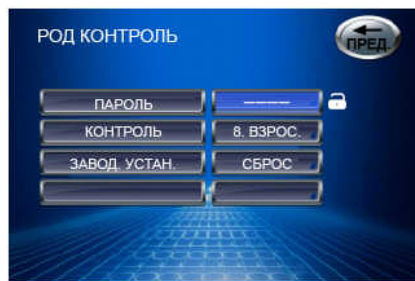 РОД КОНТРОЛЬ
ПРЕД.
ПАРОЛЬ ––––
КОНТРОЛЬ 8. ВЗРОС.
ЗАВОД. УСТАН. СБРОС